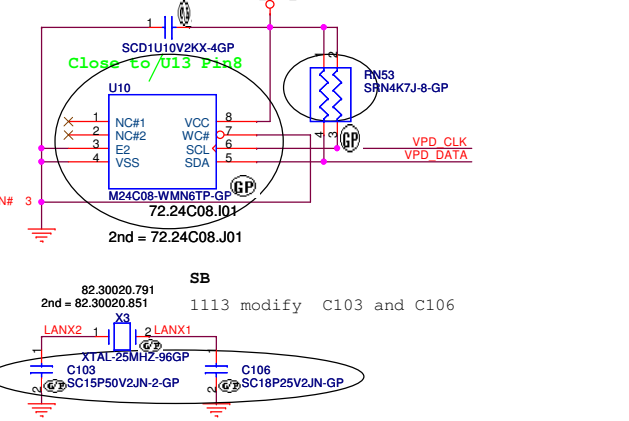 1
SCD1U10V2KX-4GP
Close to U13 Pin8
U10
1 NC#1 VCC 8
2 NC#2 WC# 7
3 E2 SCL 6
4 VSS SDA 5
M24C08-WMN6TP-GP
GP
72.24C08.I01
2nd = 72.24C08.J01
1 2
RN53
SRN4K7J-8-GP
4 3
GP
VPD_CLK
VPD_DATA
N# 3
SB
1113 modify C103 and C106
82.30020.791
2nd = 82.30020.851
X3
LANX2 1 2 LANX1
XTAL-25MHZ-96GP
1 1
C103 C106
2 SC15P50V2JN-2-GP 2 SC18P25V2JN-GP